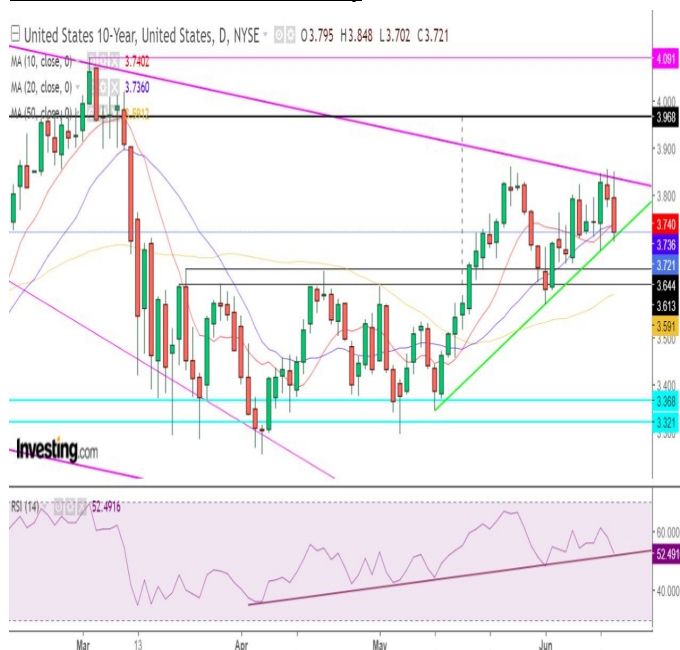 United States 10-Year, United States, D, NYSE O3.795 H3.848 L3.702 C3.721
MA (10, close, 0) 3.7402
MA (20, close, 0) 3.7360
MA (50, close, 0)
4.091
4.000
3.968
3.900
3.800
3.740
3.736
3.721
3.644
3.613
3.591
3.500
3.400
3.368
3.321
3.300
Investing.com
RSI (14) 52.4916
60.000
52.491
40.000
Mar 13 Apr May Jun